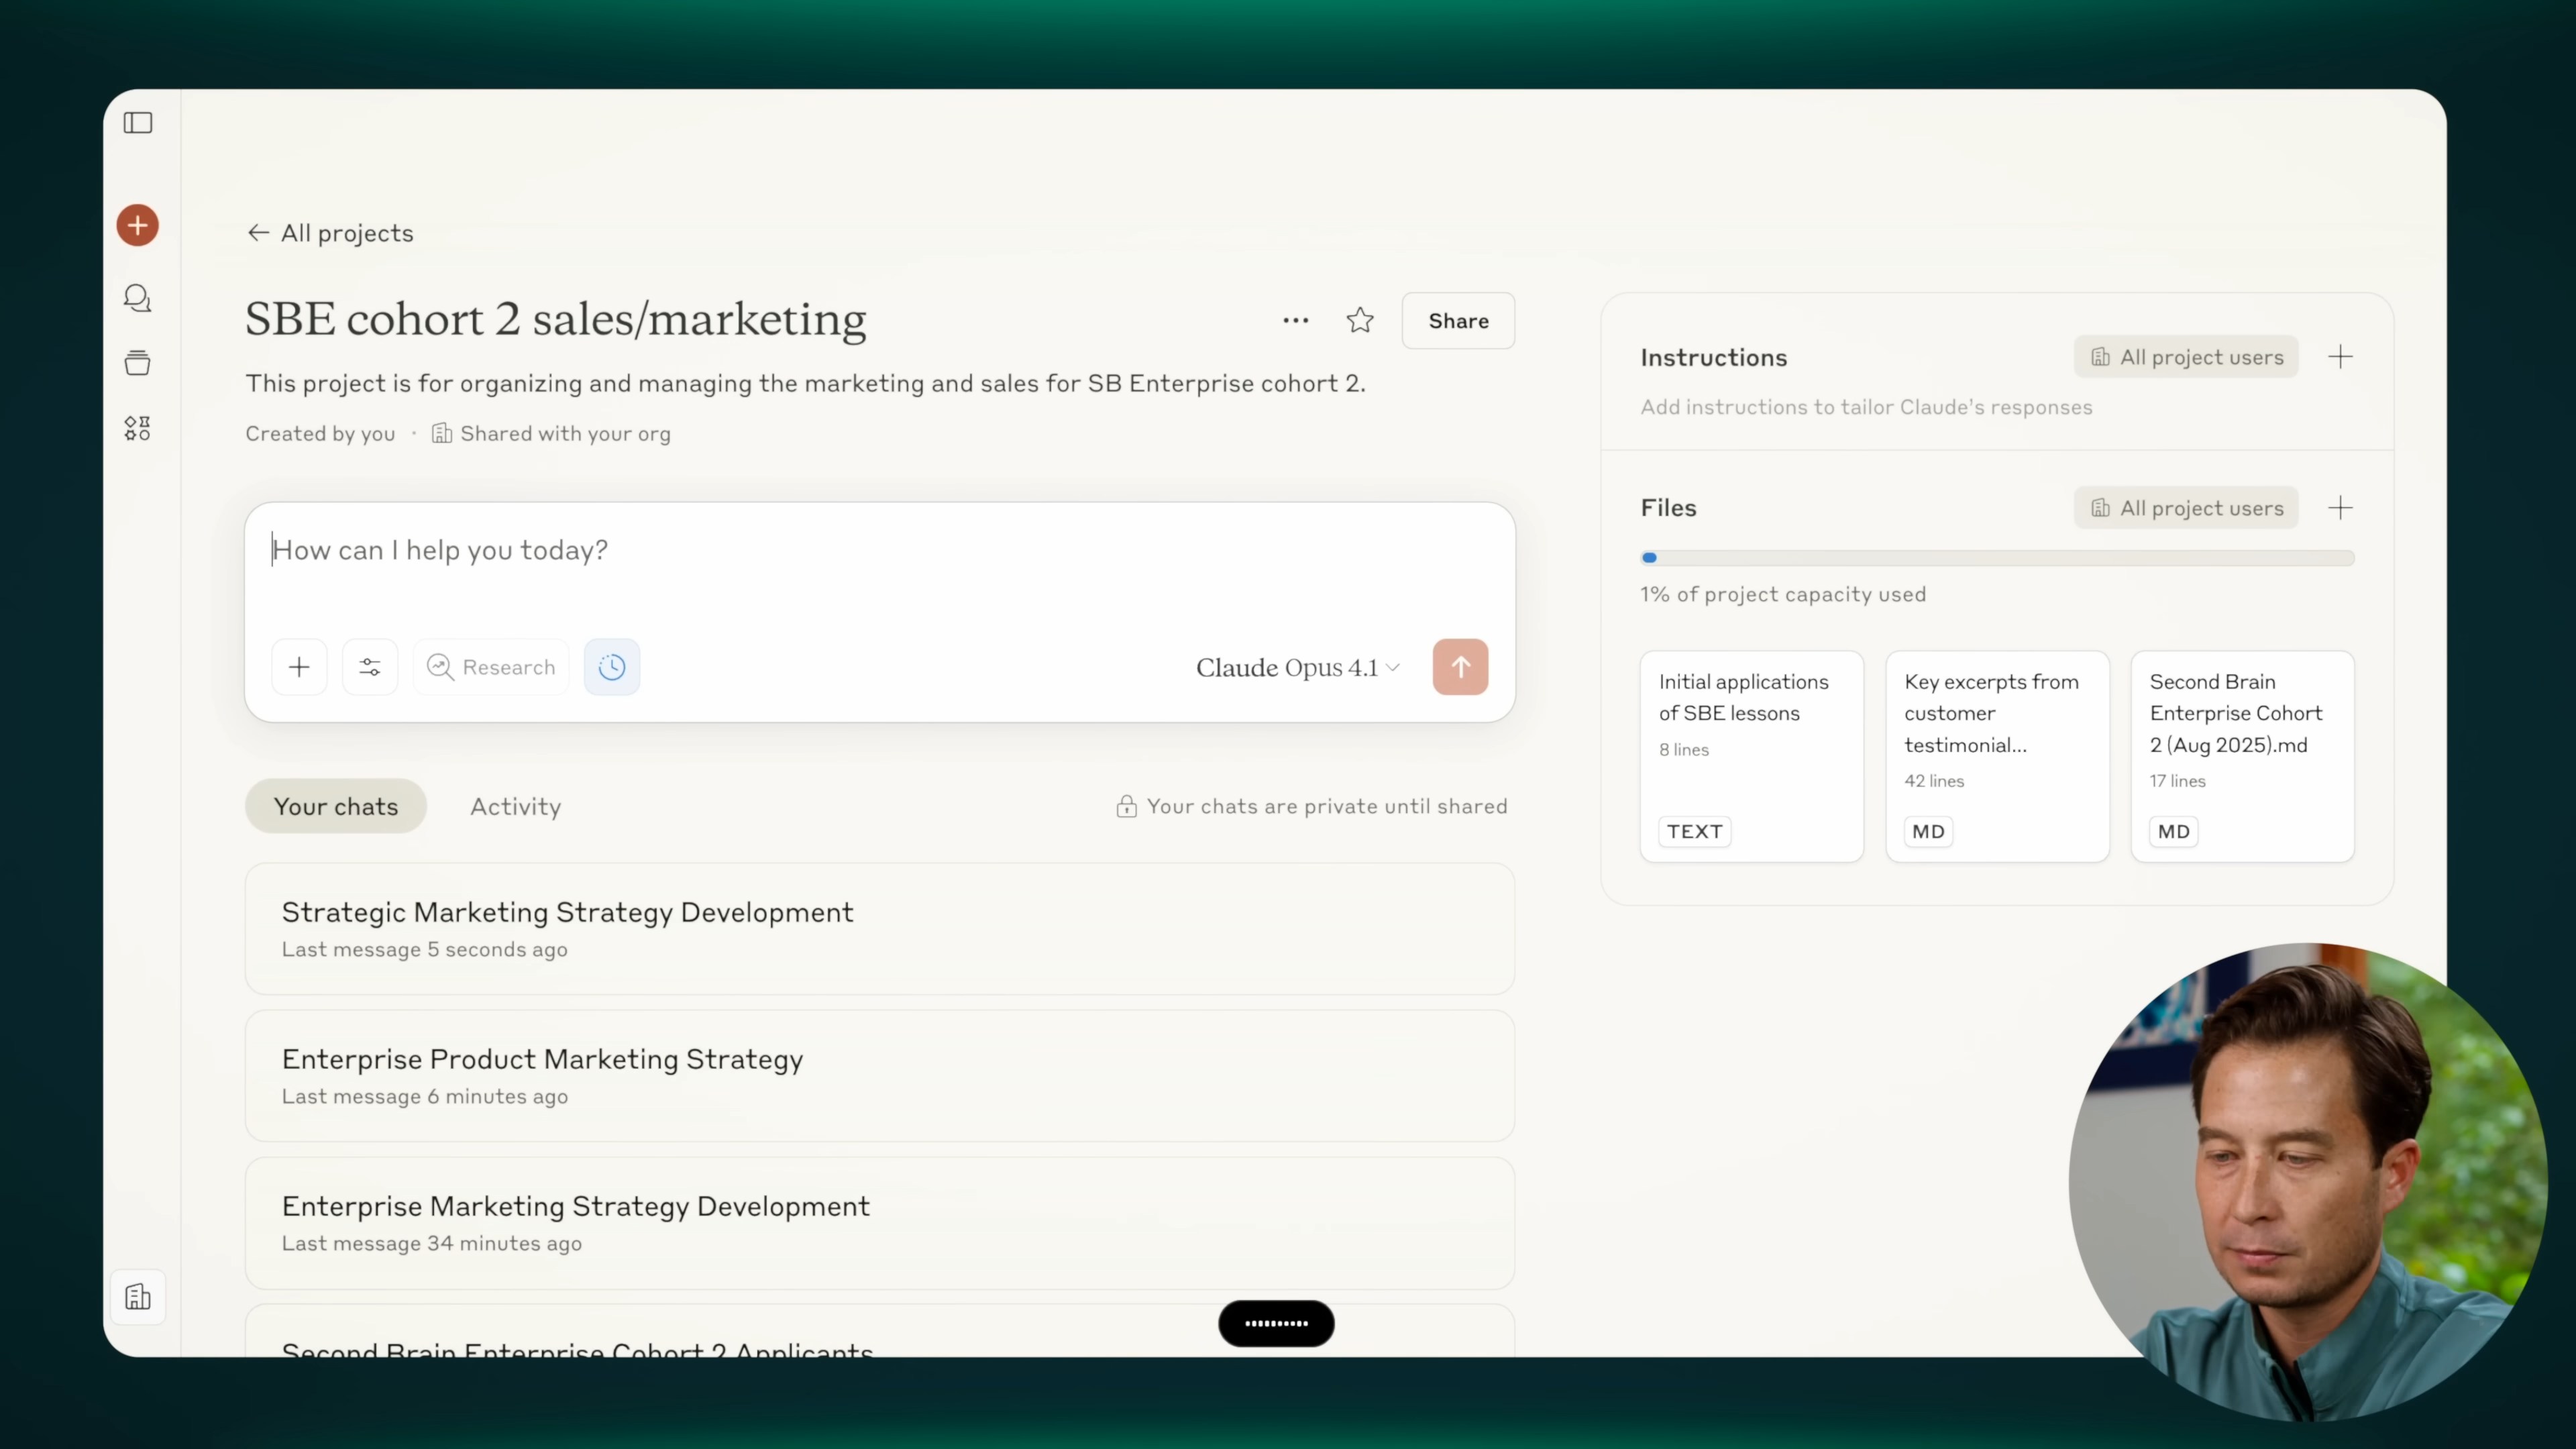 All projects
SBE cohort 2 sales/marketing
Share
This project is for organizing and managing the marketing and sales for SB Enterprise cohort 2.
Created by you · Shared with your org
How can I help you today?
Research
Claude Opus 4.1
Your chats
Activity
Your chats are private until shared
Strategic Marketing Strategy Development
Last message 5 seconds ago
Enterprise Product Marketing Strategy
Last message 6 minutes ago
Enterprise Marketing Strategy Development
Last message 34 minutes ago
Second Brain Enterprise Cohort 2 Applicants
Instructions
All project users
Add instructions to tailor Claude's responses
Files
All project users
1% of project capacity used
Initial applications
of SBE lessons
8 lines
TEXT
Key excerpts from
customer
testimonial...
42 lines
MD
Second Brain
Enterprise Cohort
2 (Aug 2025).md
17 lines
MD